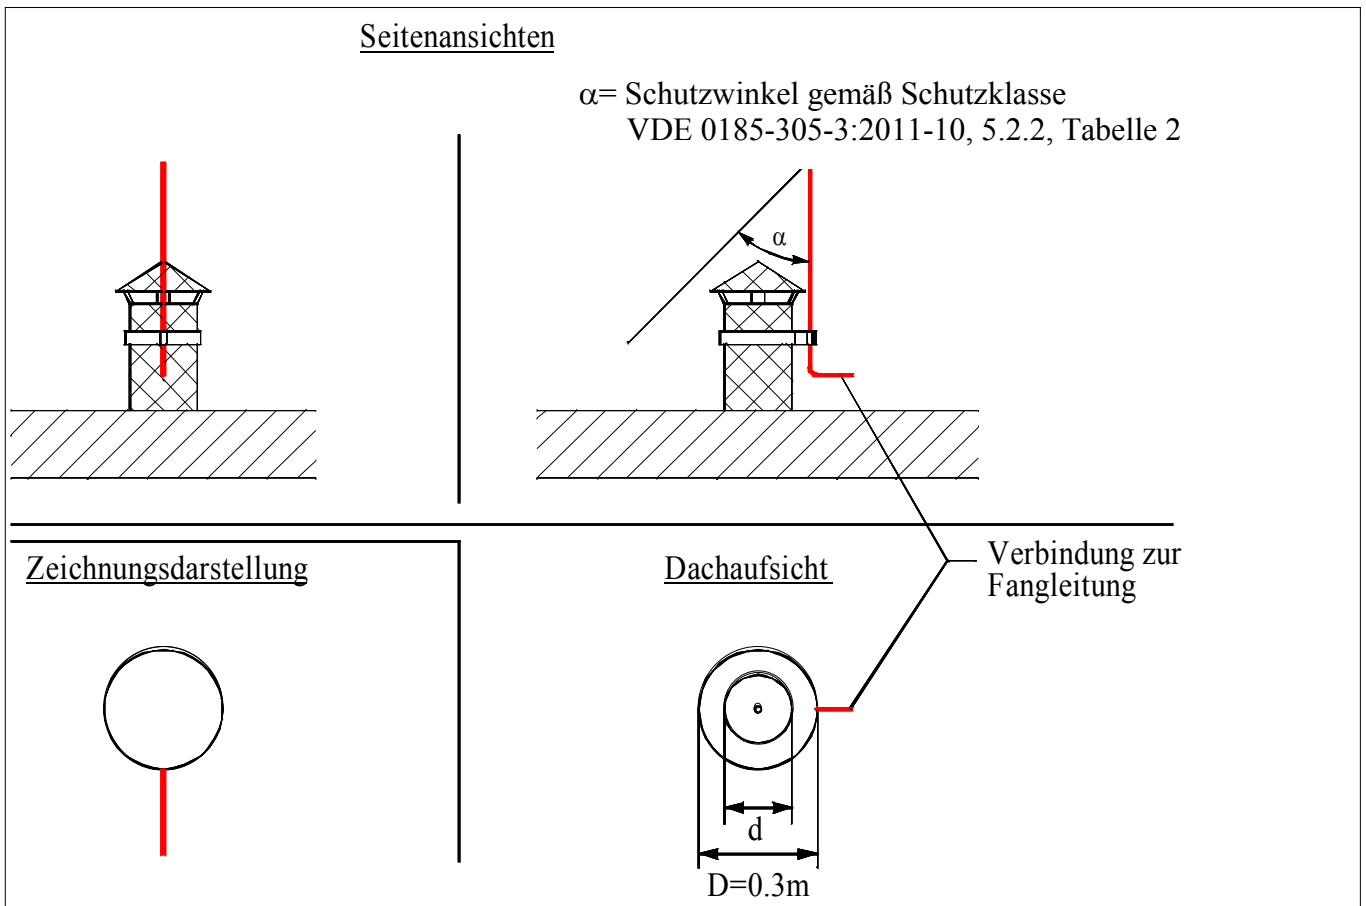 Seitenansichten
α= Schutzwinkel gemäß Schutzklasse
VDE 0185-305-3:2011-10, 5.2.2, Tabelle 2
α
Zeichnungsdarstellung
Dachaufsicht
Verbindung zur
Fangleitung
d
D=0.3m